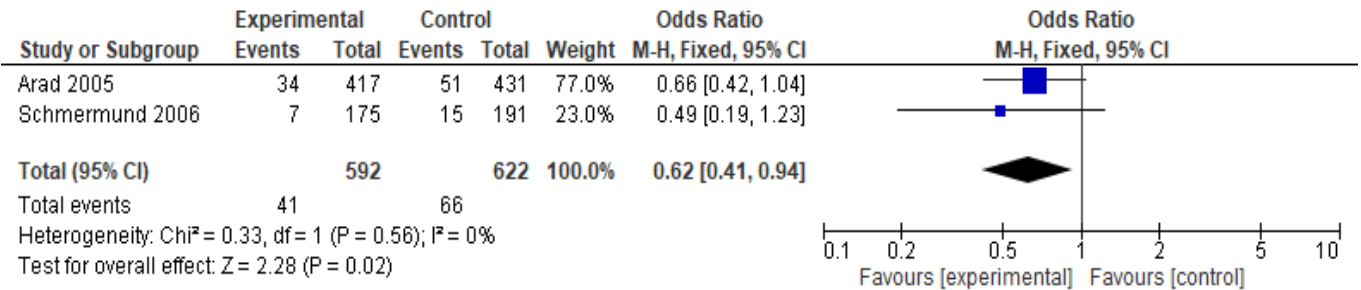 Experimental Control Odds Ratio Odds Ratio
Study or Subgroup Events Total Events Total Weight M-H, Fixed, 95% CI M-H, Fixed, 95% CI
Arad 2005 34 417 51 431 77.0% 0.66 [0.42, 1.04]
Schmermund 2006 7 175 15 191 23.0% 0.49 [0.19, 1.23]
Total (95% CI) 592 622 100.0% 0.62 [0.41, 0.94]
Total events 41 66
Heterogeneity: Chi² = 0.33, df = 1 (P = 0.56); I² = 0%
Test for overall effect: Z = 2.28 (P = 0.02)
0.1 0.2 0.5 1 2 5 10
Favours [experimental] Favours [control]